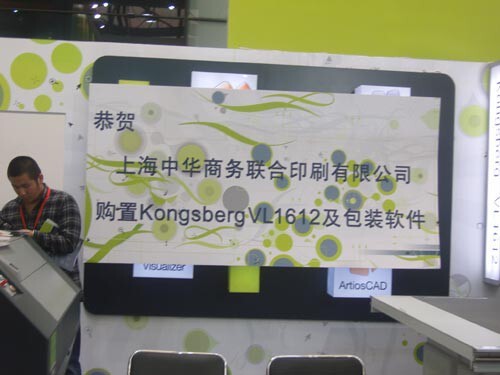 恭贺
上海中华商务联合印刷有限公司
购置Kongsberg VL1612及包装软件
Visualizer
ArtiosCAD